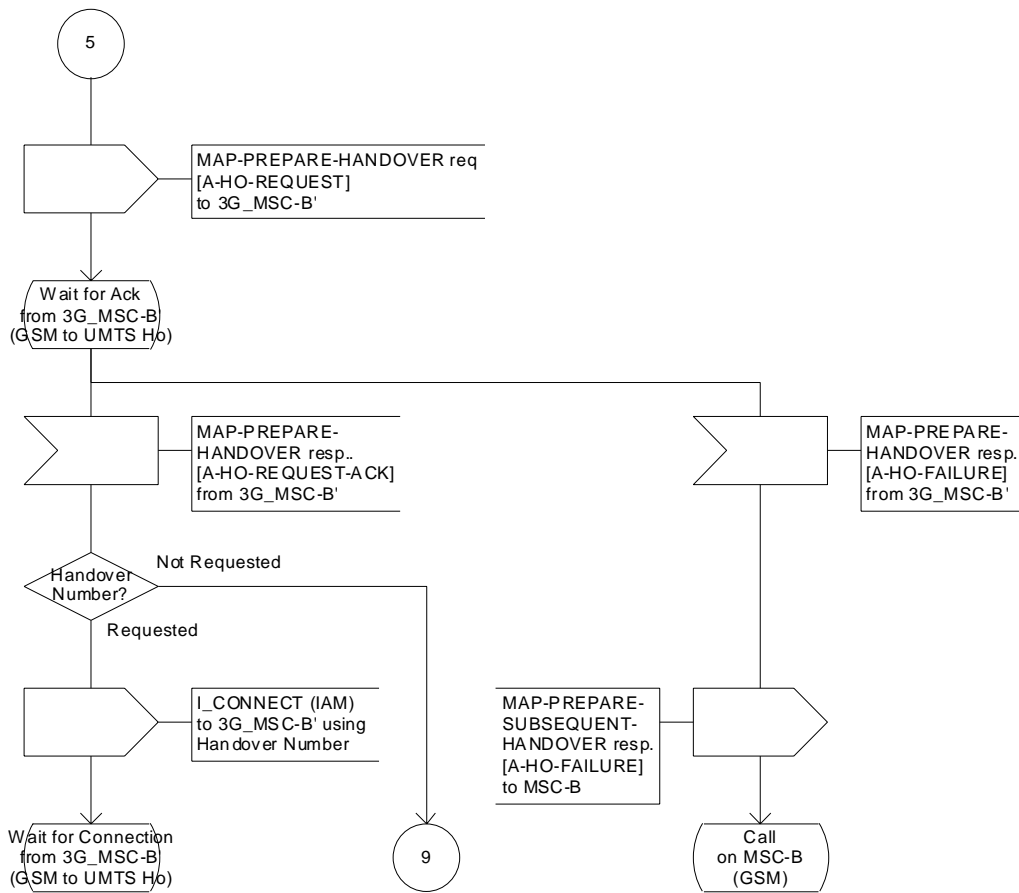 5
MAP-PREPARE-HANDOVER req
[A-HO-REQUEST]
to 3G_MSC-B'
Wait for Ack
from 3G_MSC-B'
(GSM to UMTS Ho)
MAP-PREPARE-
HANDOVER resp..
[A-HO-REQUEST-ACK]
from 3G_MSC-B'
MAP-PREPARE-
HANDOVER resp.
[A-HO-FAILURE]
from 3G_MSC-B'
Handover
Number?
Not Requested
Requested
I_CONNECT (IAM)
to 3G_MSC-B' using
Handover Number
MAP-PREPARE-
SUBSEQUENT-
HANDOVER resp.
[A-HO-FAILURE]
to MSC-B
Wait for Connection
from 3G_MSC-B'
(GSM to UMTS Ho)
9
Call
on MSC-B
(GSM)